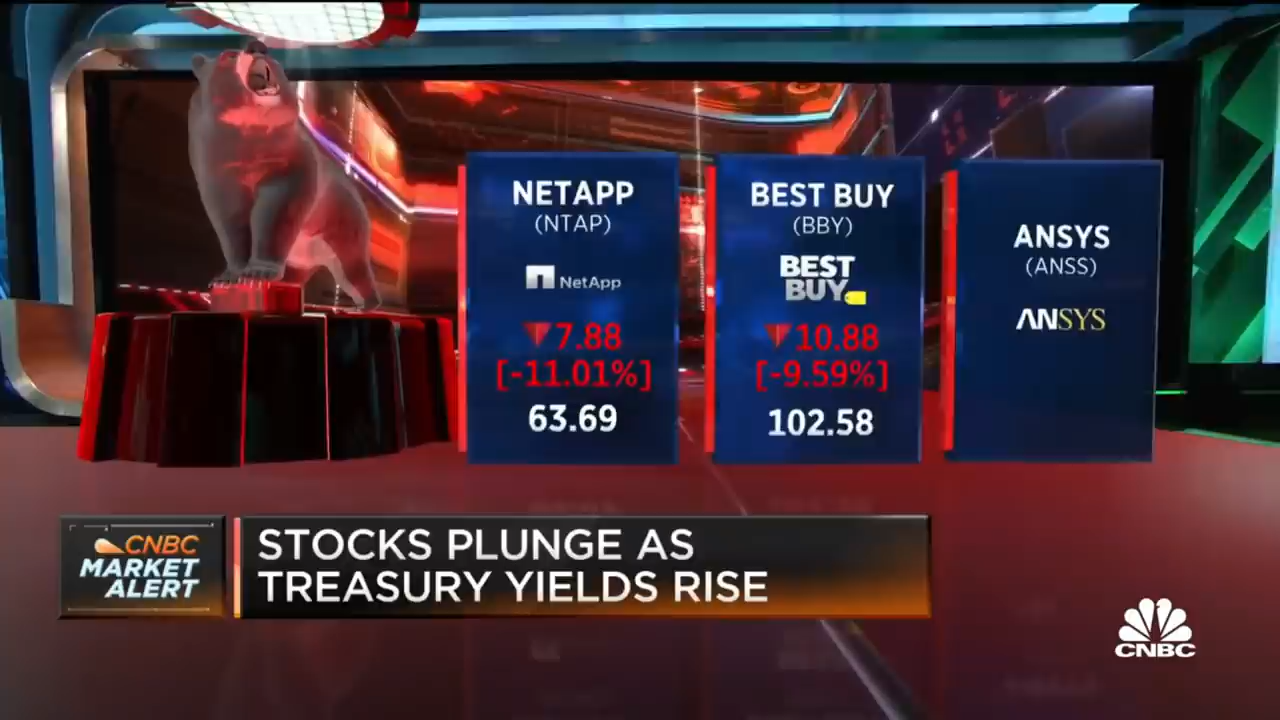 NETAPP
(NTAP)
NetApp
▼7.88
[-11.01%]
63.69
BEST BUY
(BBY)
BEST
BUY
▼10.88
[-9.59%]
102.58
ANSYS
(ANSS)
ANSYS
CNBC
MARKET
ALERT
STOCKS PLUNGE AS
TREASURY YIELDS RISE
CNBC